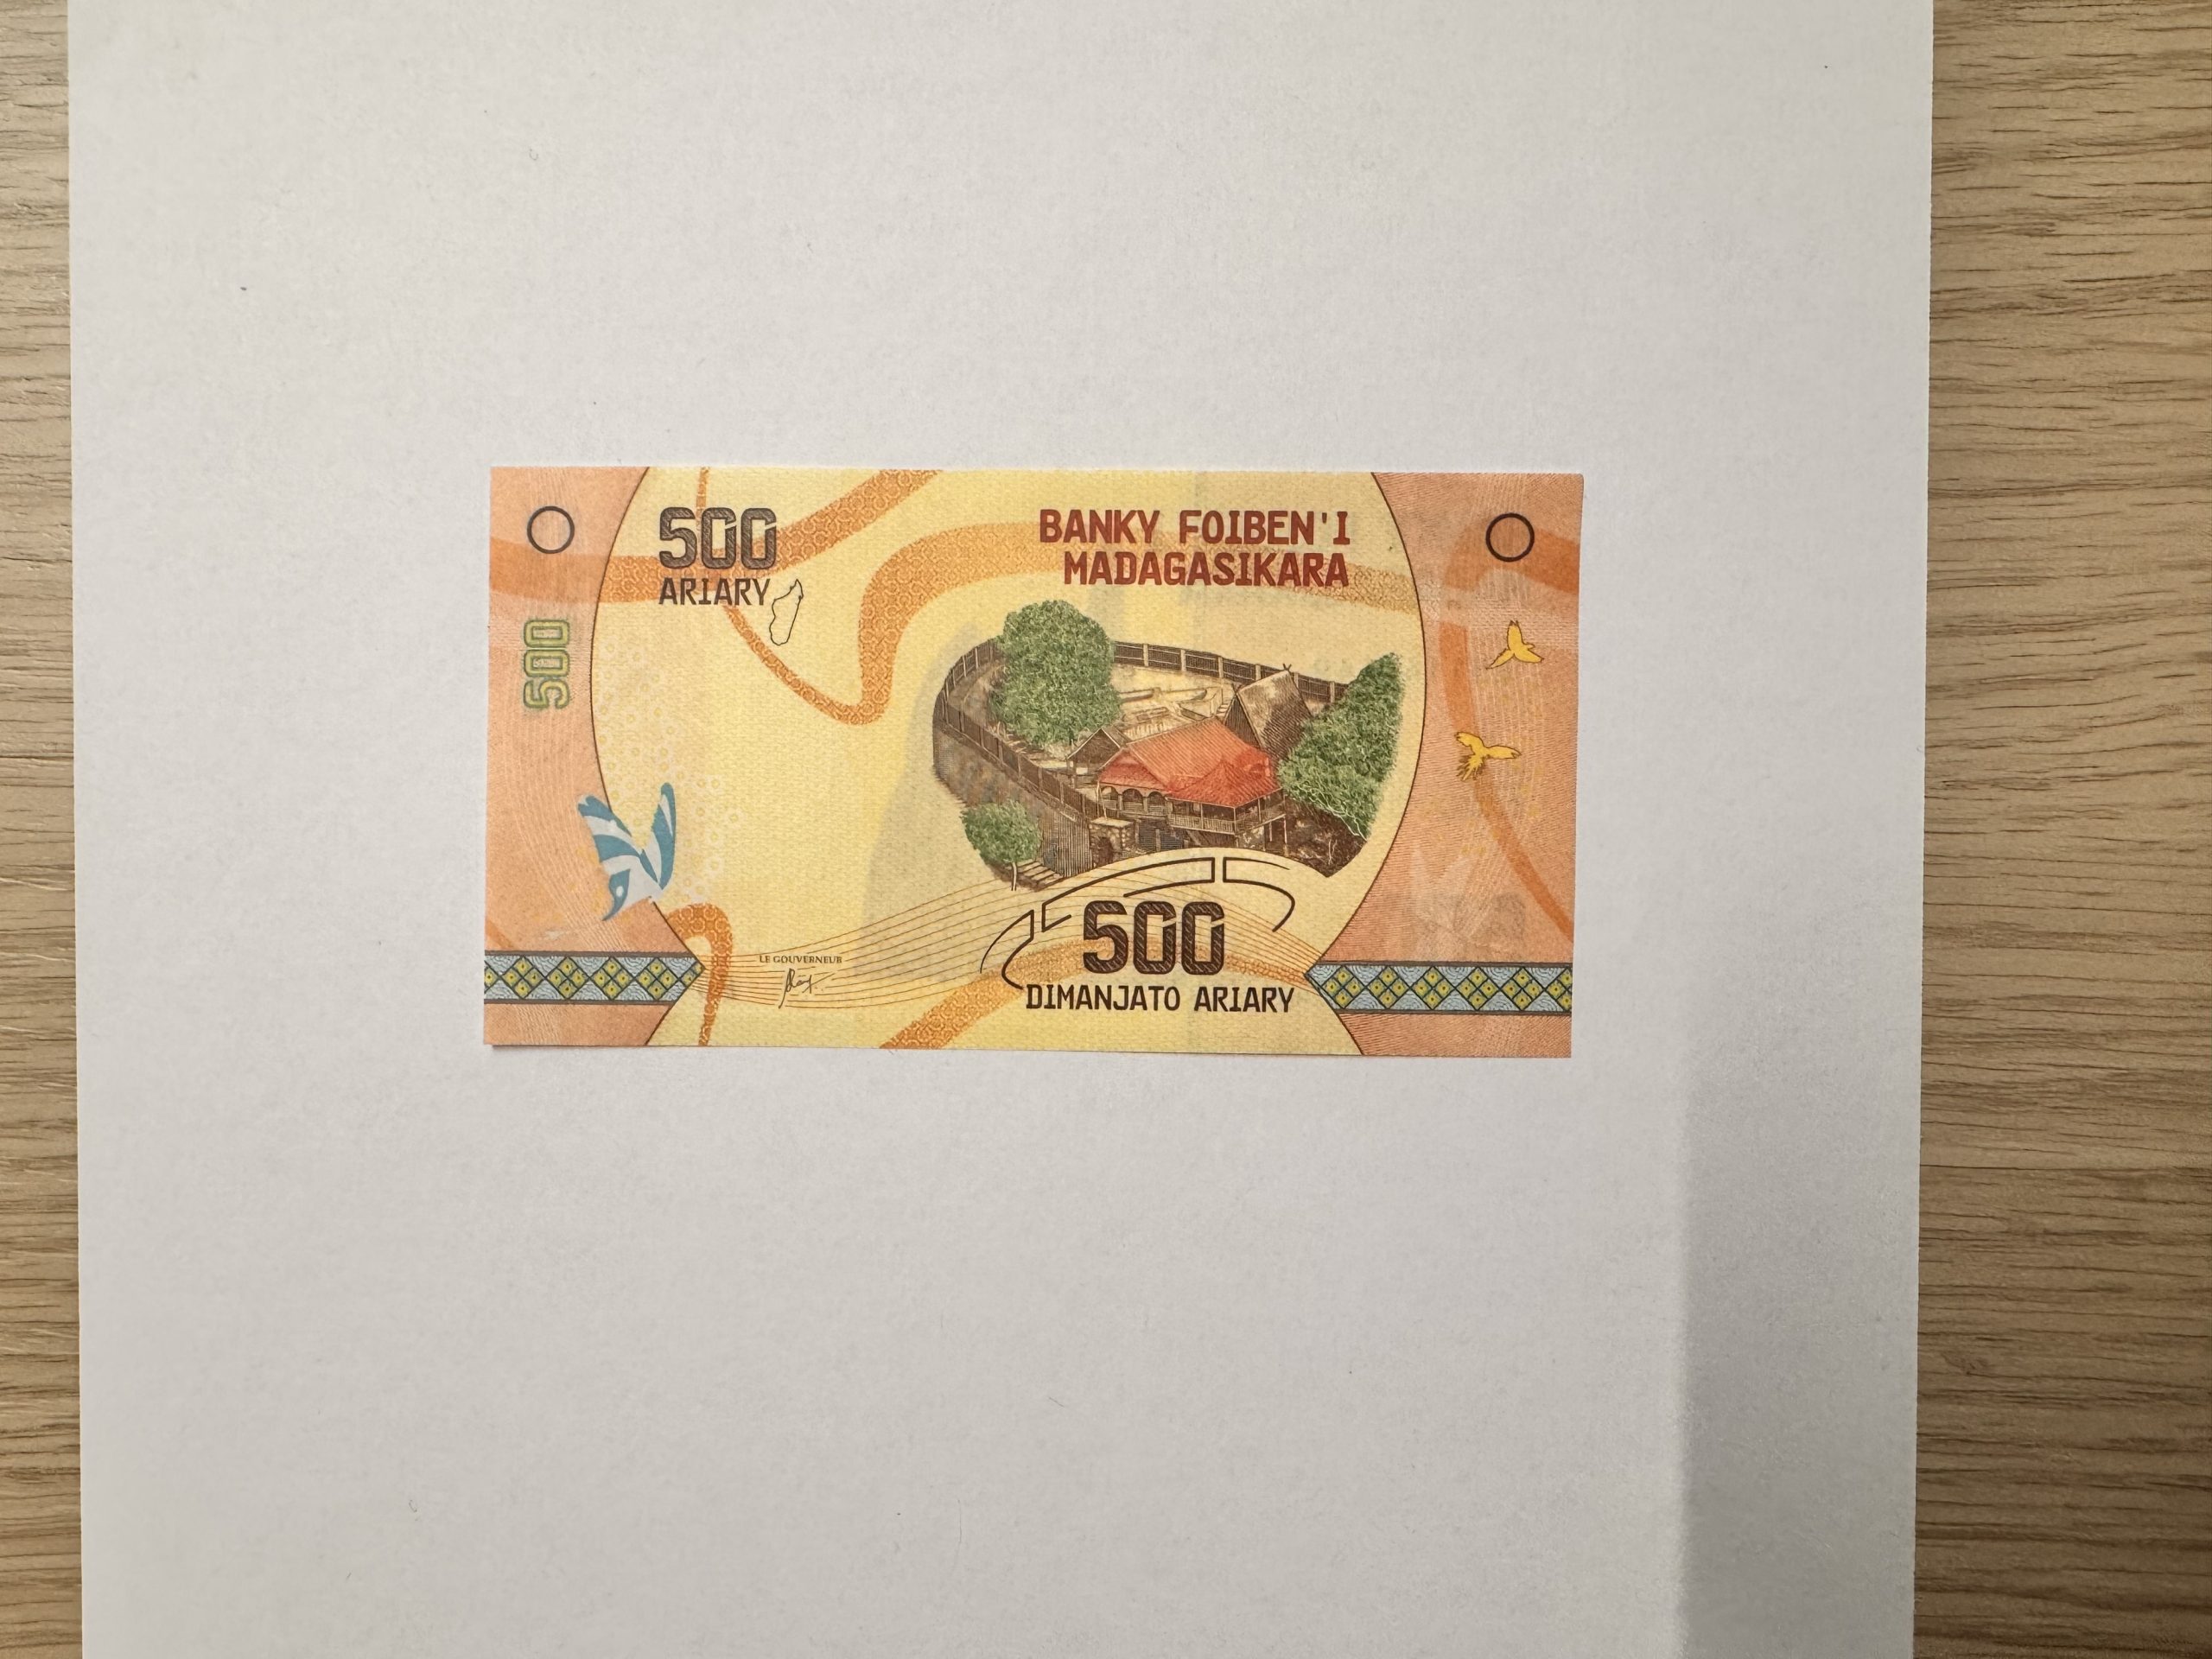 500
ARIARY
BANKY FOIBEN'I
MADAGASIKARA
500
LE GOUVERNEUR
500
DIMANJATO ARIARY